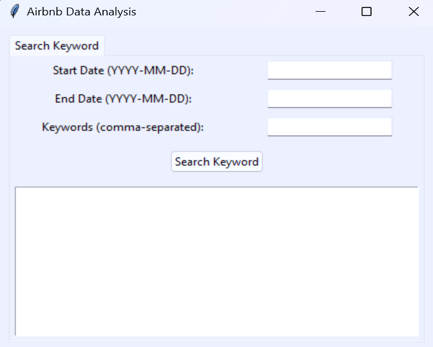 Airbnb Data Analysis
Search Keyword
Start Date (YYYY-MM-DD):
End Date (YYYY-MM-DD):
Keywords (comma-separated):
Search Keyword